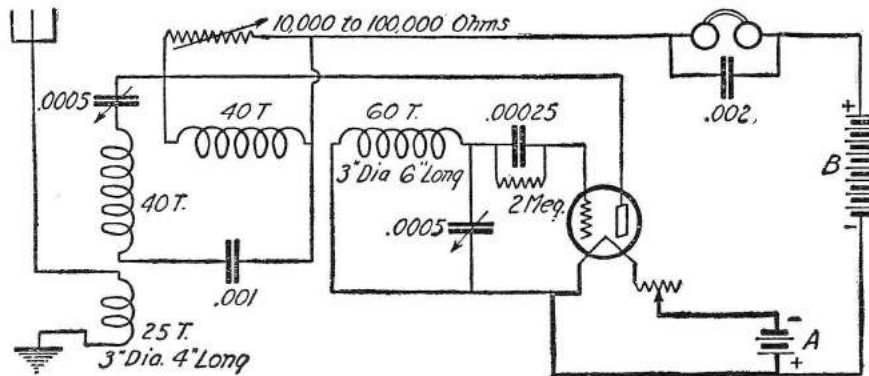 10,000 to 100,000 Ohms
.0005
40 T
60 T.
.00025
.002,
+
3"Dia 6"Long
2 Meg.
B
40 T.
.0005
-
.001
25 T.
3"Dia. 4"Long
-
A
+